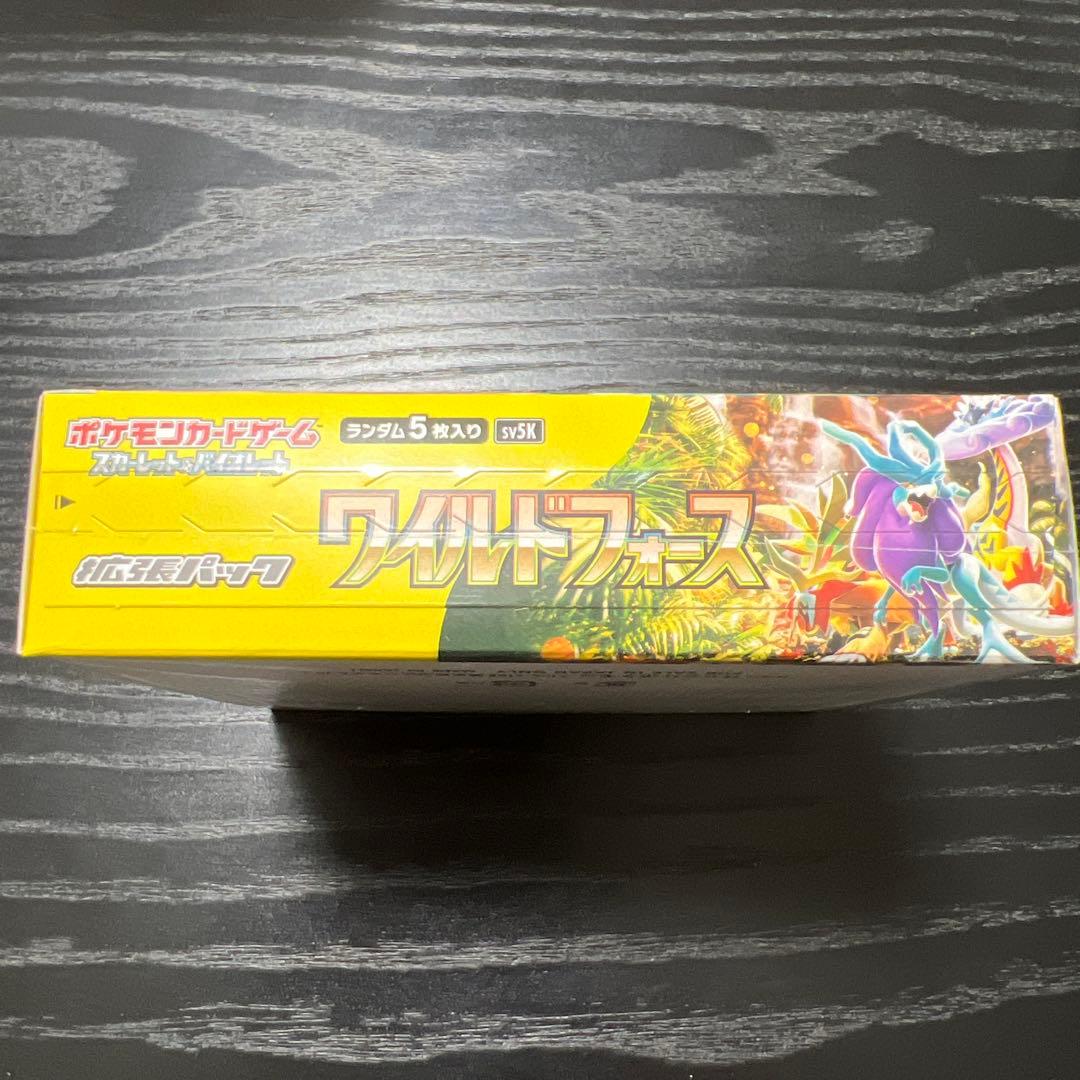 ポケモンカードゲーム
スカーレット&バイオレット
ランダム5枚入り
sv5K
ワイルドフォース
拡張パック